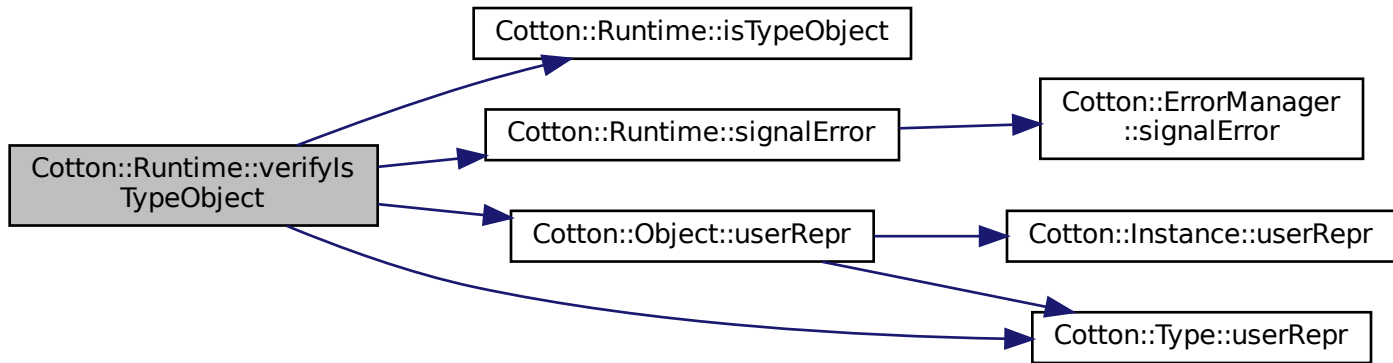 Cotton::Runtime::verifyIs
TypeObject
Cotton::Runtime::isTypeObject
Cotton::Runtime::signalError
Cotton::ErrorManager
::signalError
Cotton::Object::userRepr
Cotton::Instance::userRepr
Cotton::Type::userRepr